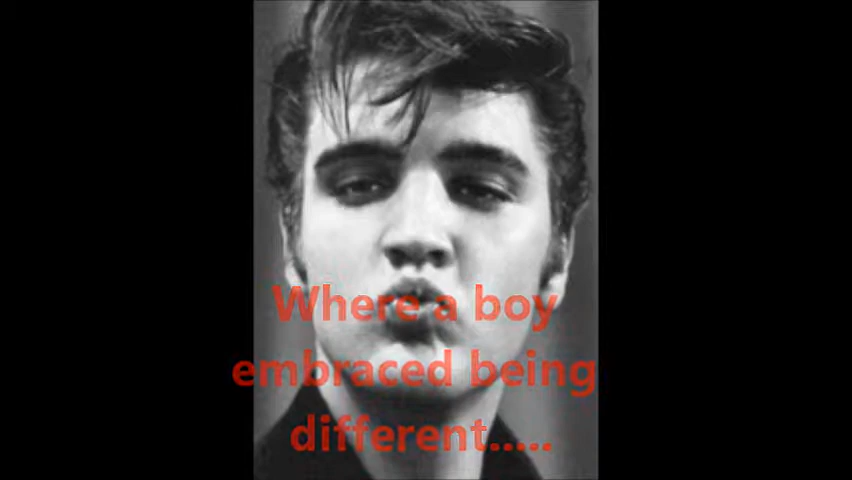 Where a boy
embraced being
different.....